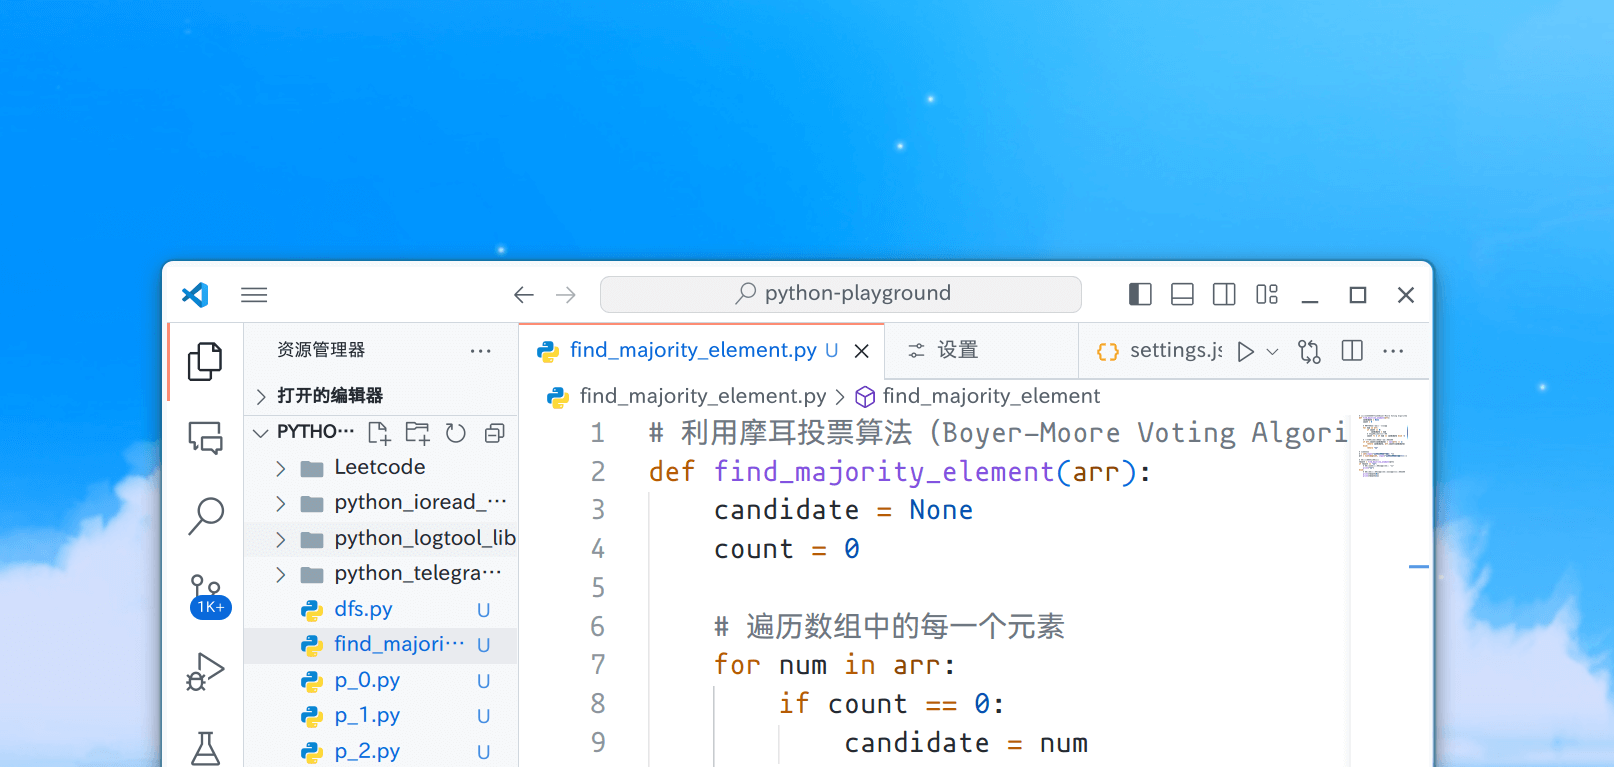 python-playground
资源管理器
打开的编辑器
PYTHO···
Leetcode
python_ioread_···
python_logtool_lib
python_telegra···
dfs.py U
find_majori··· U
p_0.py U
p_1.py U
p_2.py U
1K+
find_majority_element.py U
设置
settings.js
find_majority_element.py > find_majority_element
1 # 利用摩耳投票算法（Boyer-Moore Voting Algori
2 def find_majority_element(arr):
3 candidate = None
4 count = 0
5
6 # 遍历数组中的每一个元素
7 for num in arr:
8 if count == 0:
9 candidate = num